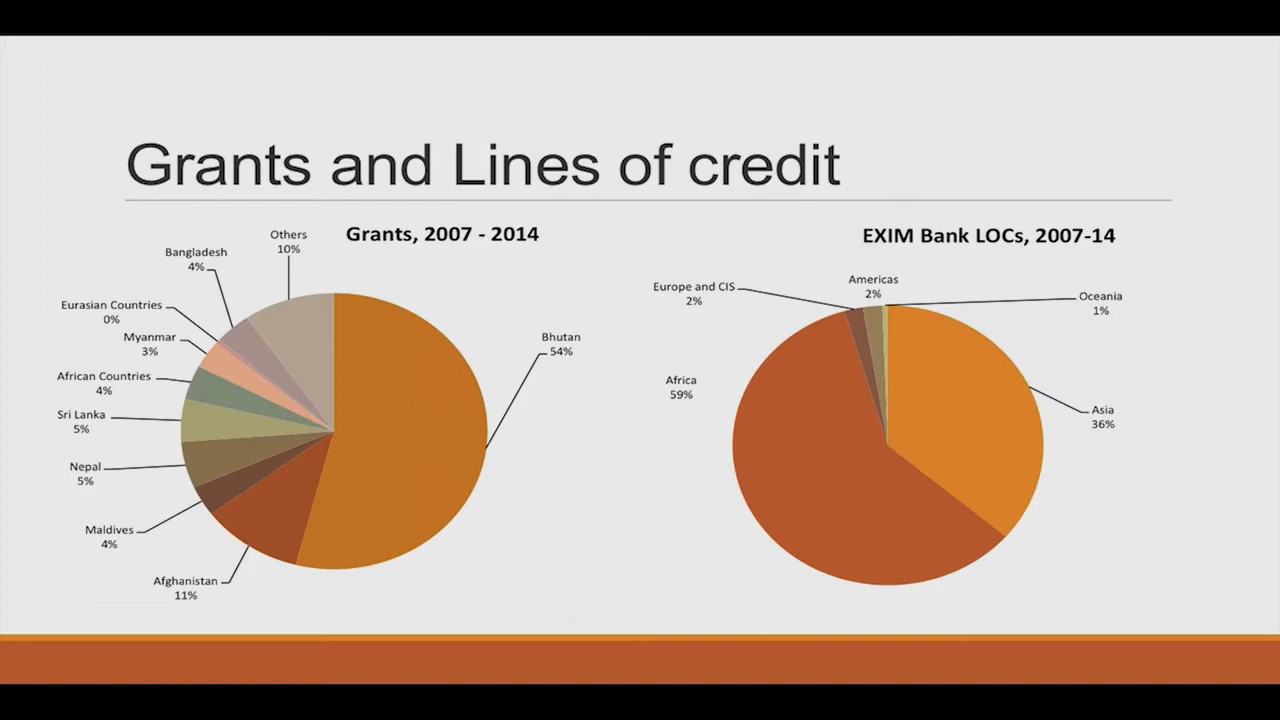 Grants and Lines of credit
Grants, 2007 - 2014
Others
10%
Bangladesh
4%
Eurasian Countries
0%
Myanmar
3%
African Countries
4%
Sri Lanka
5%
Nepal
5%
Maldives
4%
Afghanistan
11%
Bhutan
54%
EXIM Bank LOCs, 2007-14
Europe and CIS
2%
Americas
2%
Oceania
1%
Africa
59%
Asia
36%